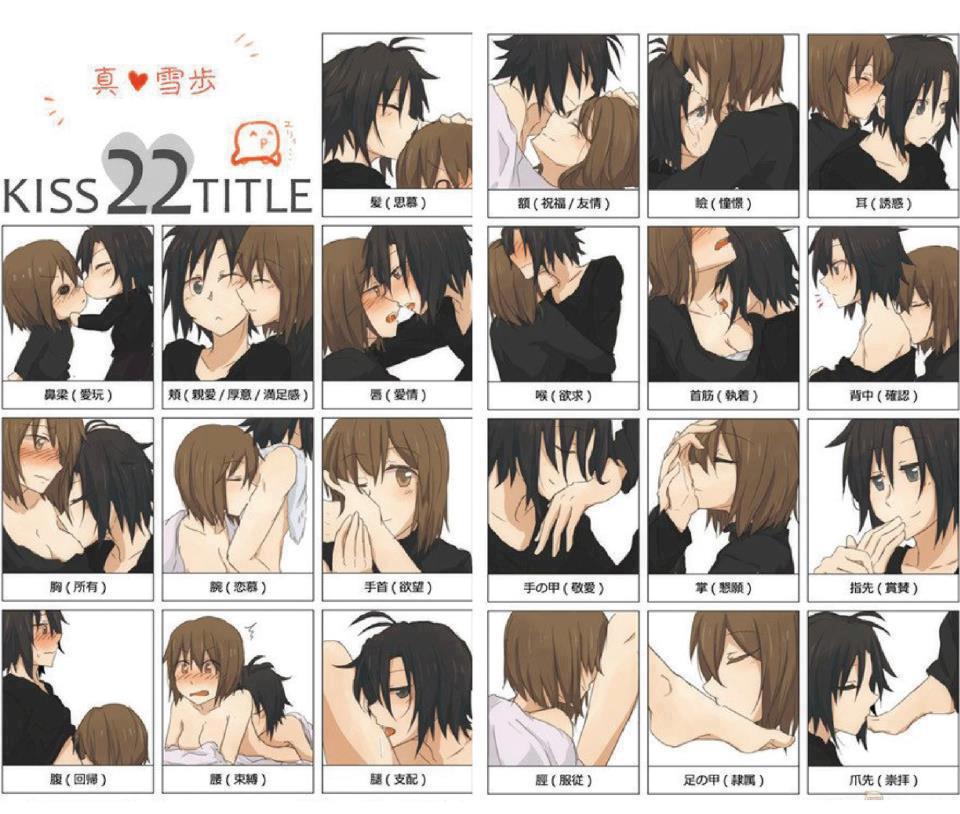 真♥雪歩
KISS 22 TITLE
髪 ( 思慕 )
額 ( 祝福 / 友情 )
瞼 ( 憧憬 )
耳 ( 誘惑 )
鼻梁 ( 愛玩 )
頬 ( 親愛 / 厚意 / 満足感 )
唇 ( 愛情 )
喉 ( 欲求 )
首筋 ( 執着 )
背中 ( 確認 )
胸 ( 所有 )
腕 ( 恋慕 )
手首 ( 欲望 )
手の甲 ( 敬愛 )
掌 ( 懇願 )
指先 ( 賞賛 )
腹 ( 回帰 )
腰 ( 束縛 )
腿 ( 支配 )
脛 ( 服従 )
足の甲 ( 隷属 )
爪先 ( 崇拝 )